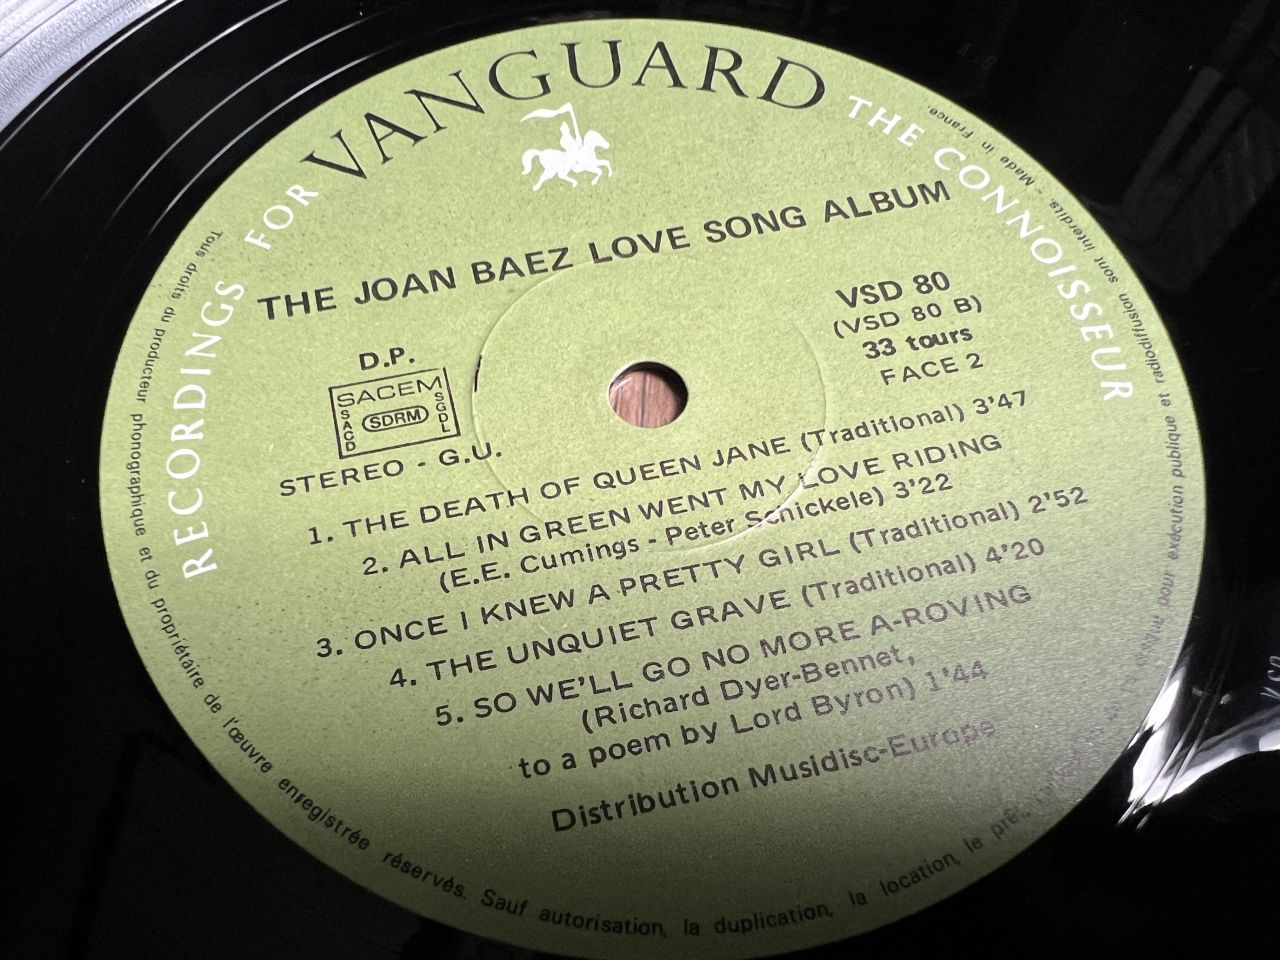 RECORDINGS FOR VANGUARD THE CONNOISSEUR
THE JOAN BAEZ LOVE SONG ALBUM
D.P.
SACEM
SACD
SDRM
SGDL
STEREO - G.U.
VSD 80
(VSD 80 B)
33 tours
FACE 2
1. THE DEATH OF QUEEN JANE (Traditional) 3'47
2. ALL IN GREEN WENT MY LOVE RIDING
(E.E. Cumings - Peter Schickele) 3'22
3. ONCE I KNEW A PRETTY GIRL (Traditional) 2'52
4. THE UNQUIET GRAVE (Traditional) 4'20
5. SO WE'LL GO NO MORE A-ROVING
(Richard Dyer-Bennet,
to a poem by Lord Byron) 1'44
Distribution Musidisc-Europe
Tous droits du producteur phonographique et du propriétaire de l'œuvre enregistrée réservés. Sauf autorisation, la duplication, la location, le pour exécution publique et radiodiffusion sont interdits. - Made in France.